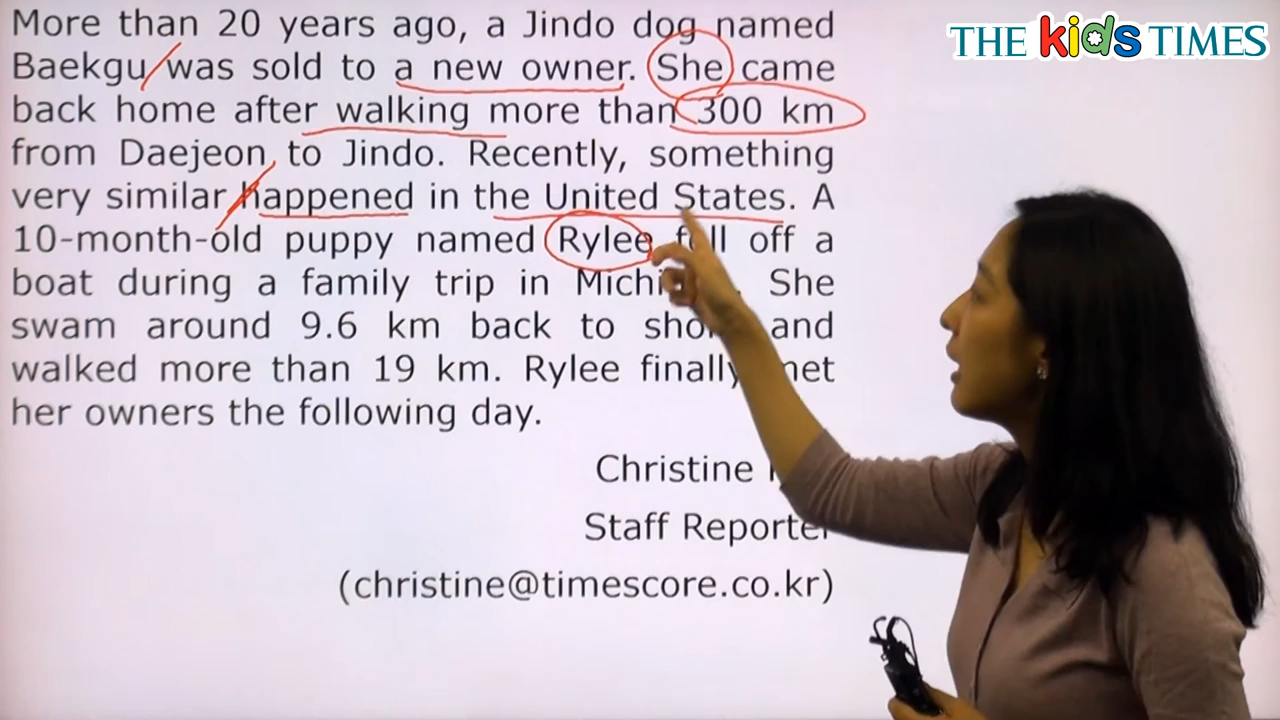 THE kids TIMES
More than 20 years ago, a Jindo dog named
Baekgu was sold to a new owner. She came
back home after walking more than 300 km
from Daejeon to Jindo. Recently, something
very similar happened in the United States. A
10-month-old puppy named Rylee off a
boat during a family trip in She
swam around 9.6 km back to and
walked more than 19 km. Rylee finally
her owners the following day.
Christine
Staff Reporter
(christine@timescore.co.kr)